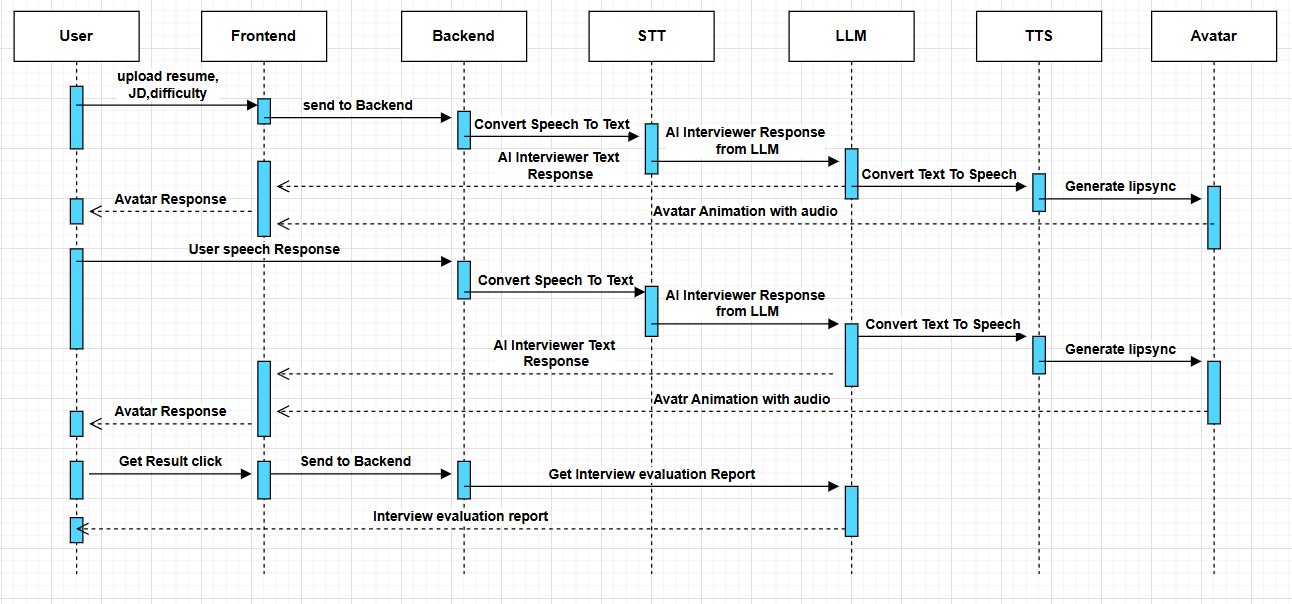 User
Frontend
Backend
STT
LLM
TTS
Avatar
upload resume,
JD,difficulty
send to Backend
Convert Speech To Text
AI Interviewer Response
from LLM
AI Interviewer Text
Response
Convert Text To Speech
Generate lipsync
Avatar Response
Avatar Animation with audio
User speech Response
Convert Speech To Text
AI Interviewer Response
from LLM
Convert Text To Speech
AI Interviewer Text
Response
Generate lipsync
Avatr Animation with audio
Avatar Response
Get Result click
Send to Backend
Get Interview evaluation Report
Interview evaluation report